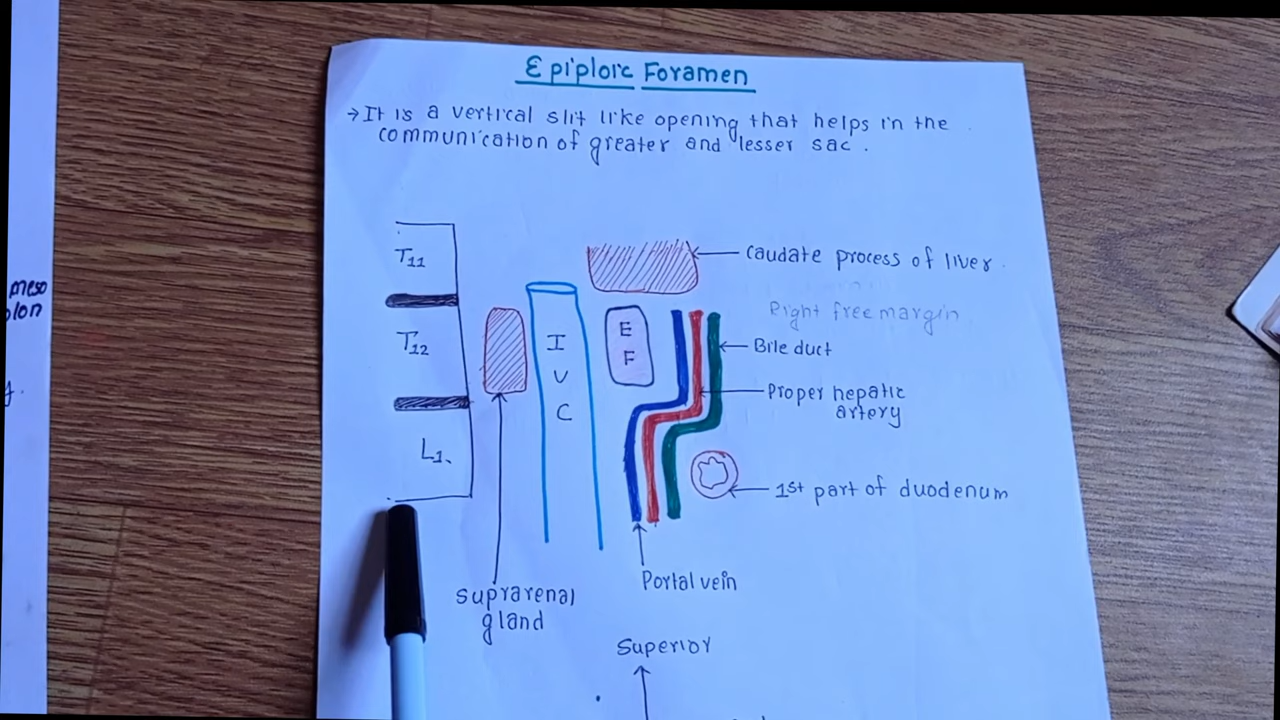 Epiploic Foramen
→ It is a vertical slit like opening that helps in the
communication of greater and lesser sac.
T11
T12
L1.
I
V
C
E
F
Caudate process of liver
Right free margin
Bile duct
Proper hepatic
artery
1st part of duodenum
Portal vein
Suprarenal
gland
Superior
meso
olon